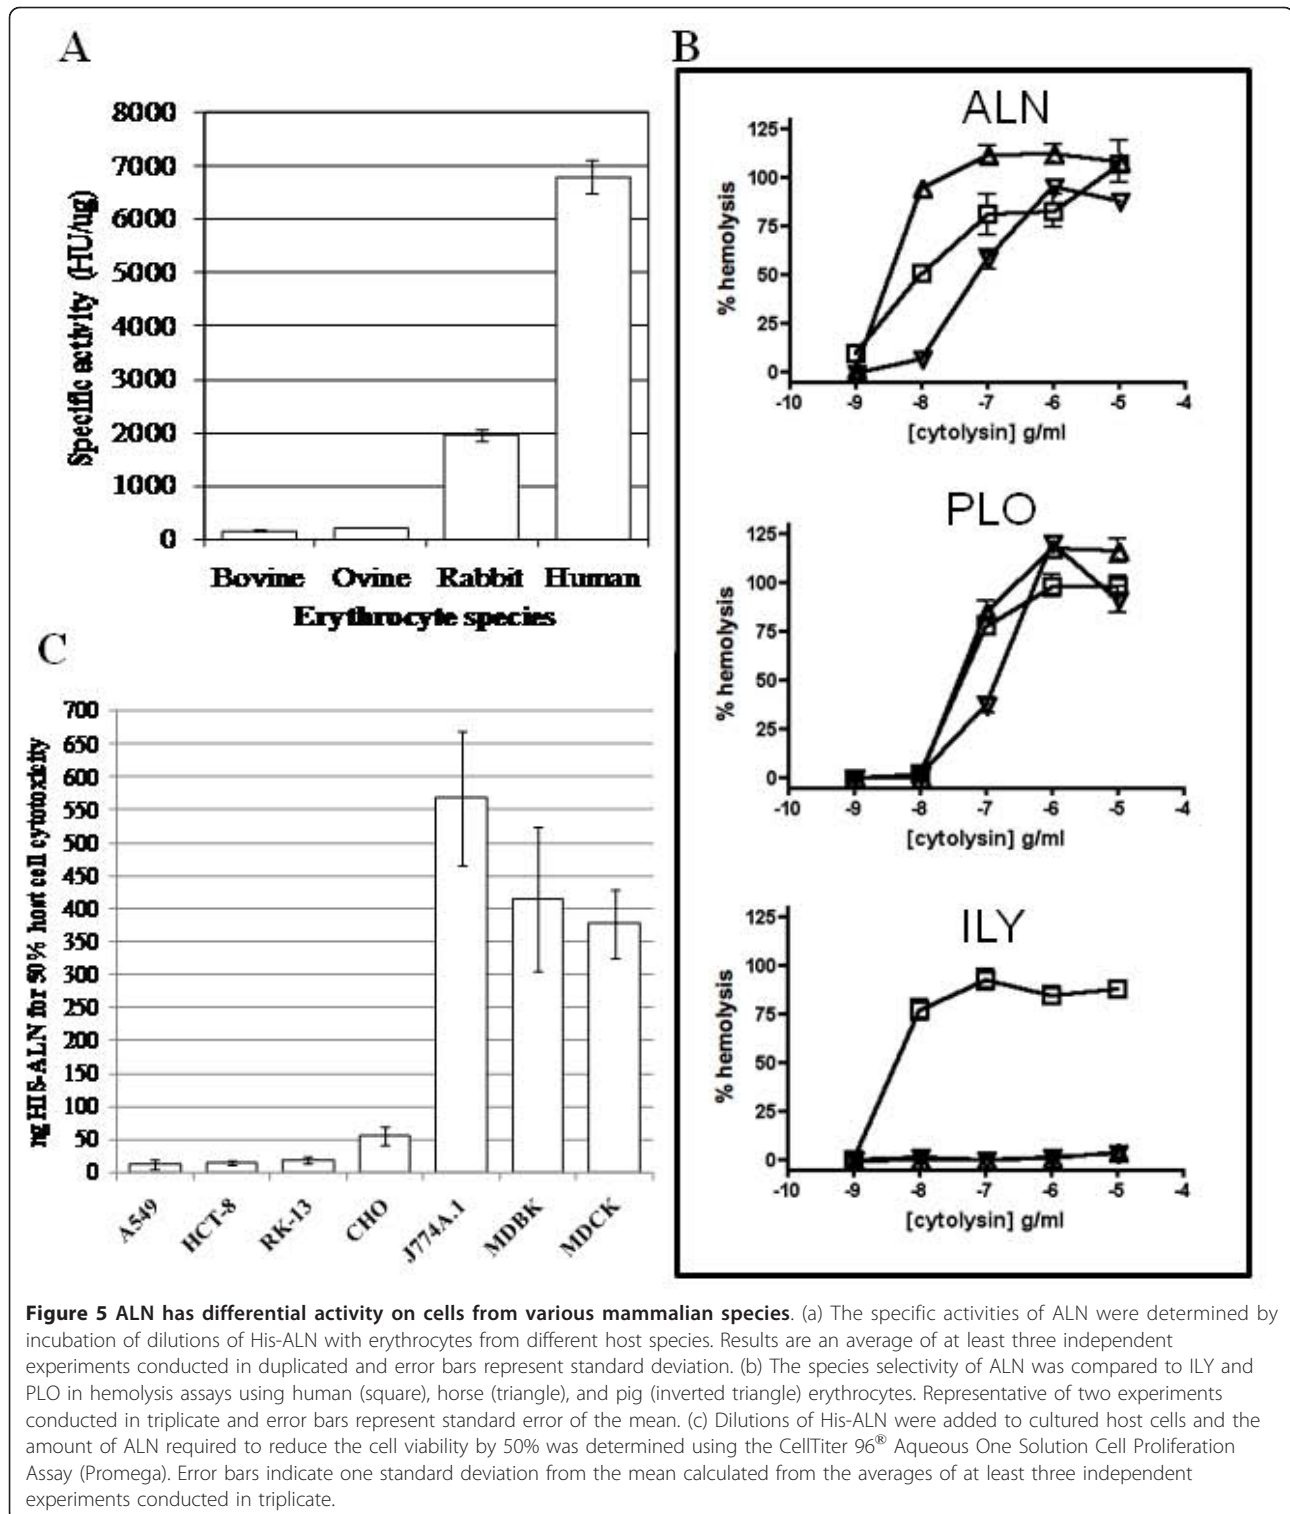 A
8000
7000
6000
5000
4000
3000
2000
1000
0
Specific activity (HU/ug)
Bovine Ovine Rabbit Human
Erythrocyte species
B
ALN
125
100
75
50
25
0
% hemolysis
-10 -9 -8 -7 -6 -5 -4
[cytolysin] g/ml
PLO
125
100
75
50
25
0
% hemolysis
-10 -9 -8 -7 -6 -5 -4
[cytolysin] g/ml
ILY
125
100
75
50
25
0
% hemolysis
-10 -9 -8 -7 -6 -5 -4
[cytolysin] g/ml
C
700
650
600
550
500
450
400
350
300
250
200
150
100
50
0
ng HIS-ALN for 50% host cell cytotoxicity
A549 HCT-8 RK-13 CHO J774A.1 MDBK MDCK
Figure 5 ALN has differential activity on cells from various mammalian species. (a) The specific activities of ALN were determined by
incubation of dilutions of His-ALN with erythrocytes from different host species. Results are an average of at least three independent
experiments conducted in duplicated and error bars represent standard deviation. (b) The species selectivity of ALN was compared to ILY and
PLO in hemolysis assays using human (square), horse (triangle), and pig (inverted triangle) erythrocytes. Representative of two experiments
conducted in triplicate and error bars represent standard error of the mean. (c) Dilutions of His-ALN were added to cultured host cells and the
amount of ALN required to reduce the cell viability by 50% was determined using the CellTiter 96® Aqueous One Solution Cell Proliferation
Assay (Promega). Error bars indicate one standard deviation from the mean calculated from the averages of at least three independent
experiments conducted in triplicate.